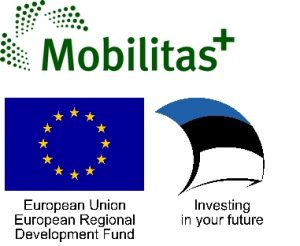 Mobilitas+
European Union
European Regional
Development Fund
Investing
in your future